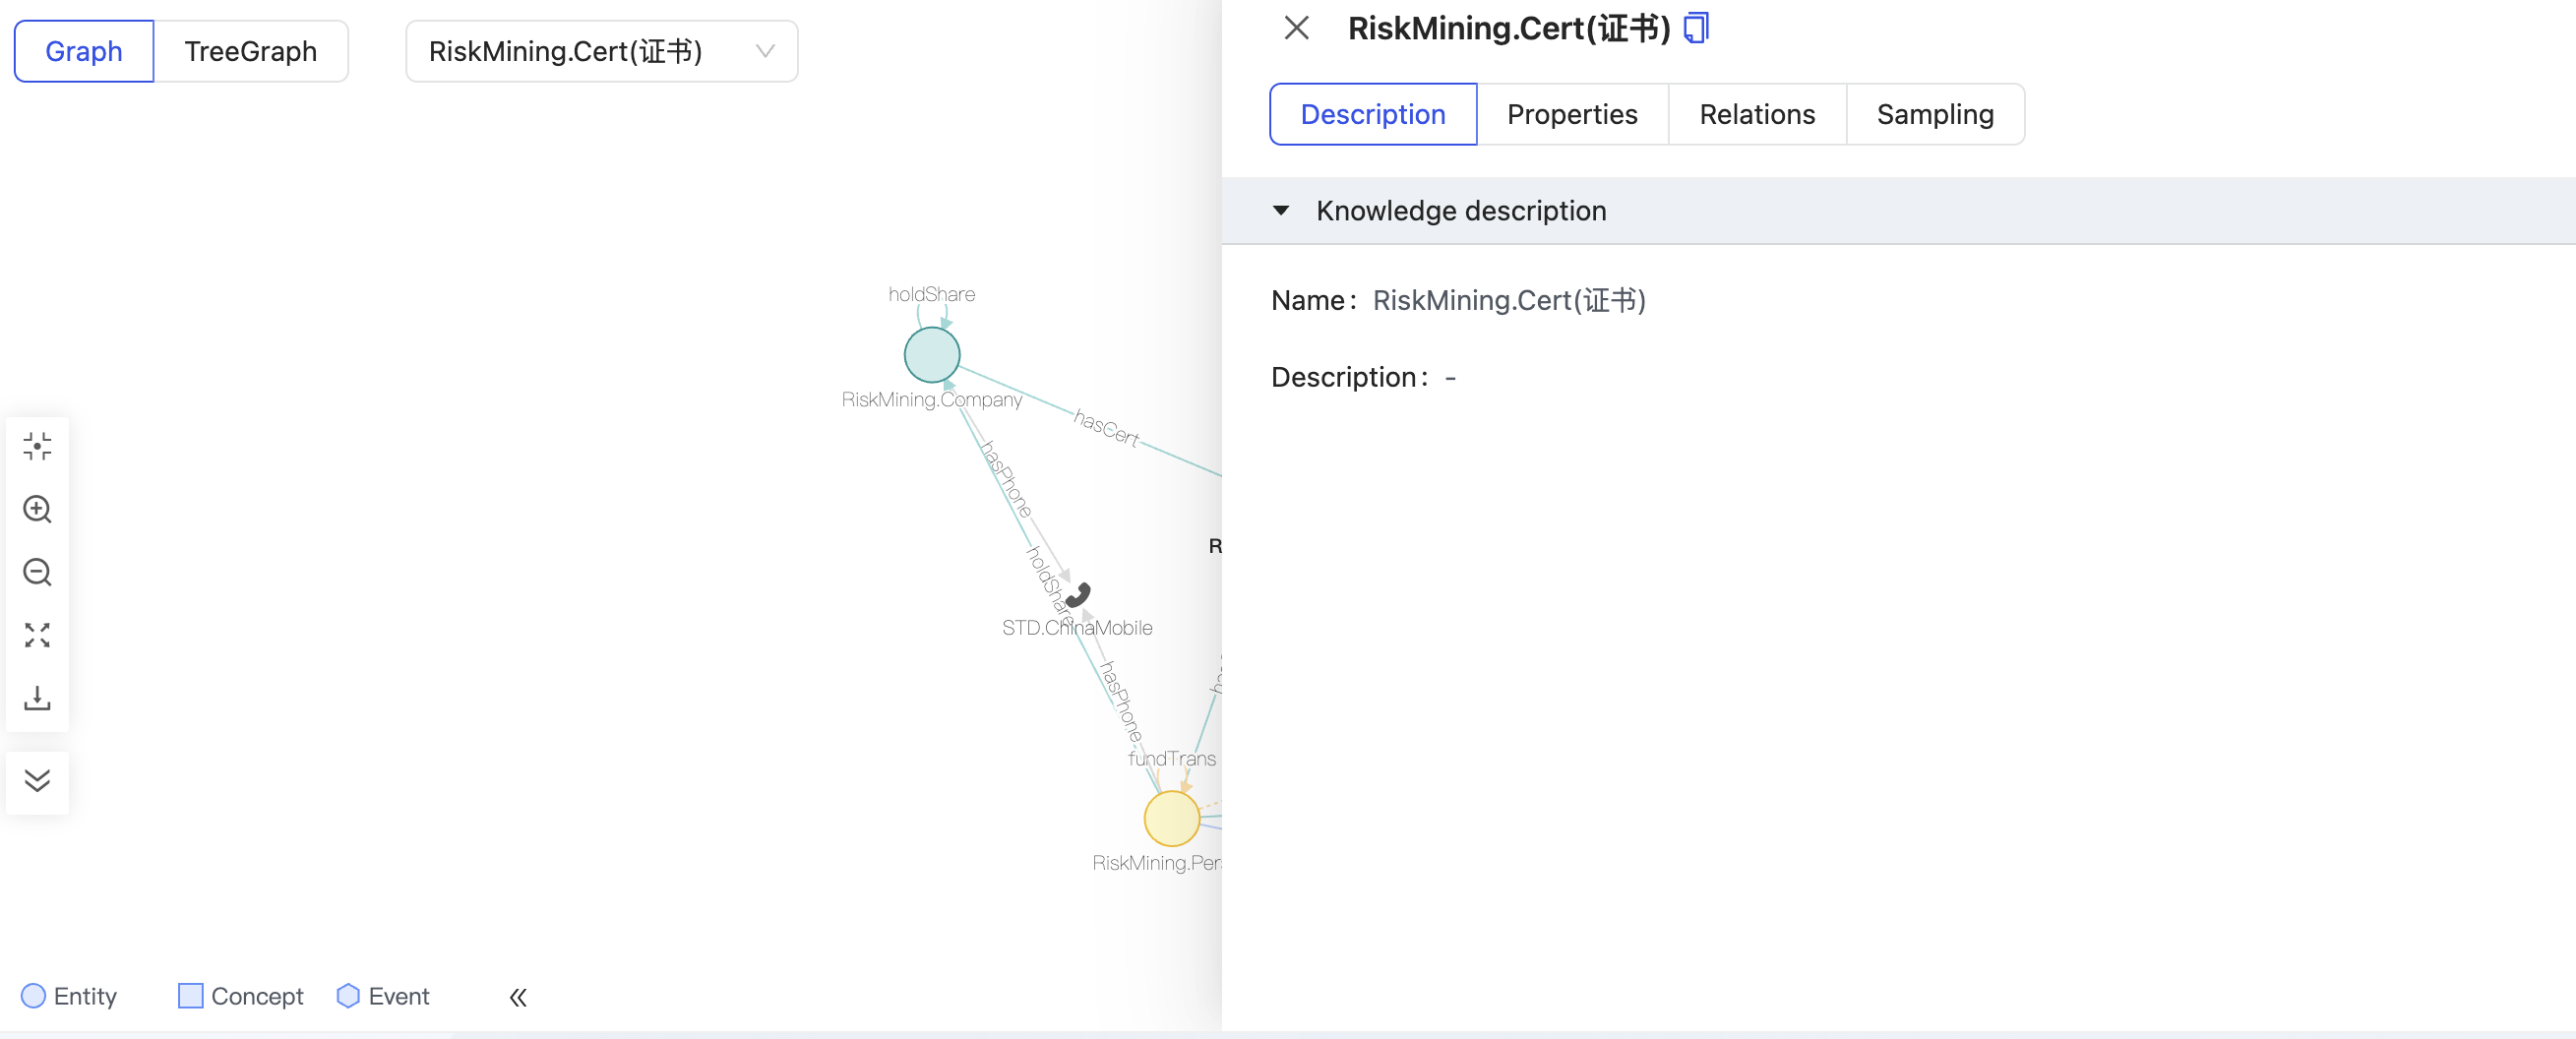 Graph
TreeGraph
RiskMining.Cert(证书)
holdShare
RiskMining.Company
hasCert
hasPhone
holdShare
STD.ChinaMobile
hasPhone
fundTrans
RiskMining.Per
R
Entity
Concept
Event
RiskMining.Cert(证书)
Description
Properties
Relations
Sampling
Knowledge description
Name: RiskMining.Cert(证书)
Description: -